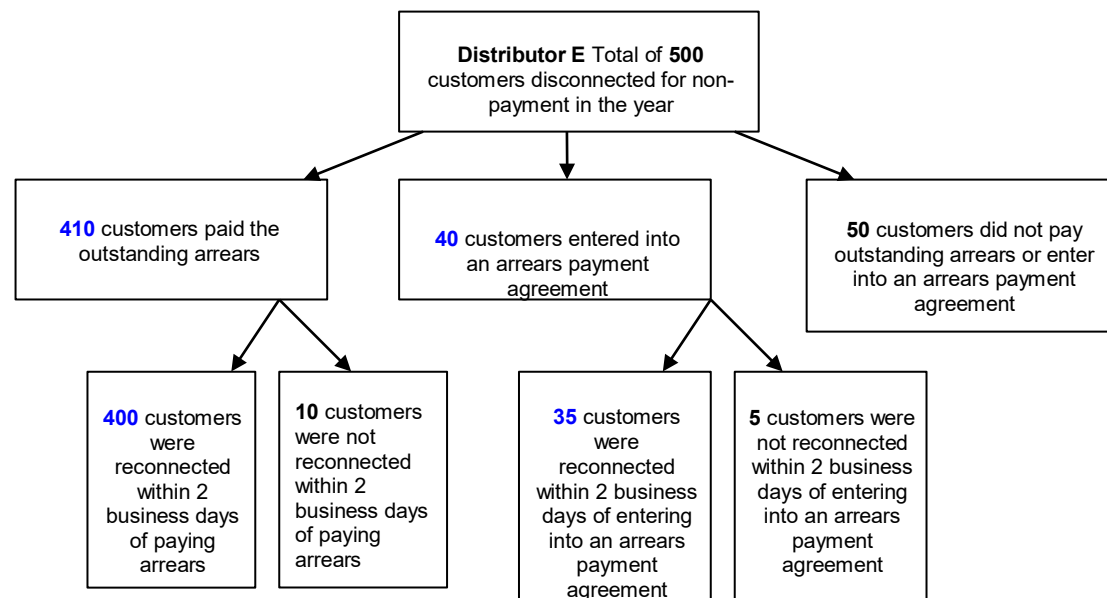 Distributor E Total of 500
customers disconnected for non-
payment in the year
410 customers paid the
outstanding arrears
40 customers entered into
an arrears payment
agreement
50 customers did not pay
outstanding arrears or enter
into an arrears payment
agreement
400 customers
were
reconnected
within 2
business days
of paying
arrears
10 customers
were not
reconnected
within 2
business days
of paying
arrears
35 customers
were
reconnected
within 2 business
days of entering
into an arrears
payment
agreement
5 customers were
not reconnected
within 2 business
days of entering
into an arrears
payment
agreement